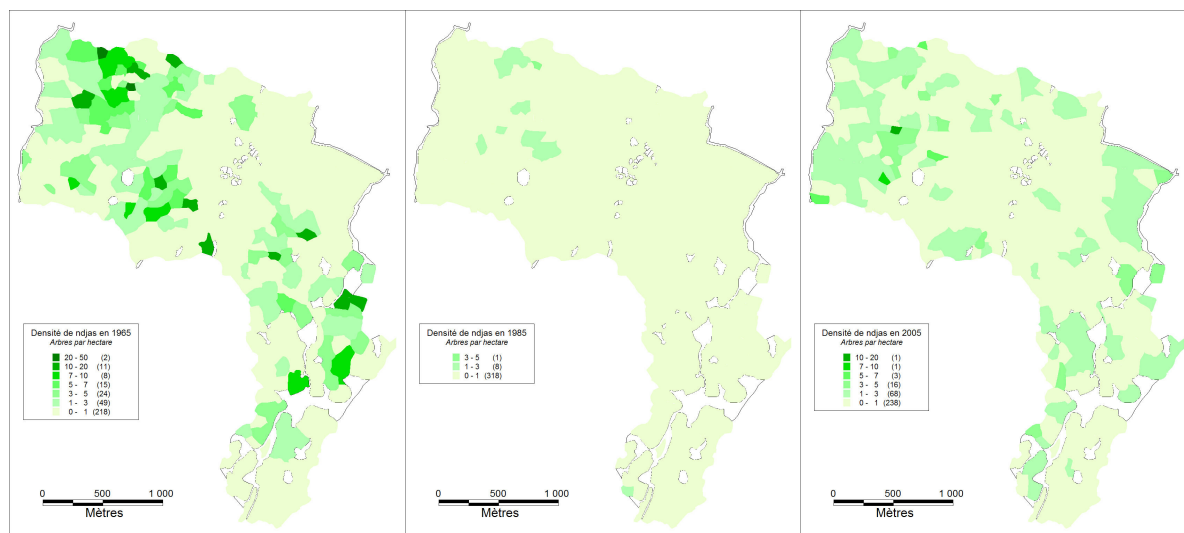 Densité de ndjas en 1965
Arbres par hectare
20 - 50 (2)
10 - 20 (11)
7 - 10 (8)
5 - 7 (15)
3 - 5 (24)
1 - 3 (49)
0 - 1 (218)
0 500 1 000
Mètres
Densité de ndjas en 1985
Arbres par hectare
3 - 5 (1)
1 - 3 (8)
0 - 1 (318)
0 500 1 000
Mètres
Densité de ndjas en 2005
Arbres par hectare
10 - 20 (1)
7 - 10 (1)
5 - 7 (3)
3 - 5 (16)
1 - 3 (68)
0 - 1 (238)
0 500 1 000
Mètres